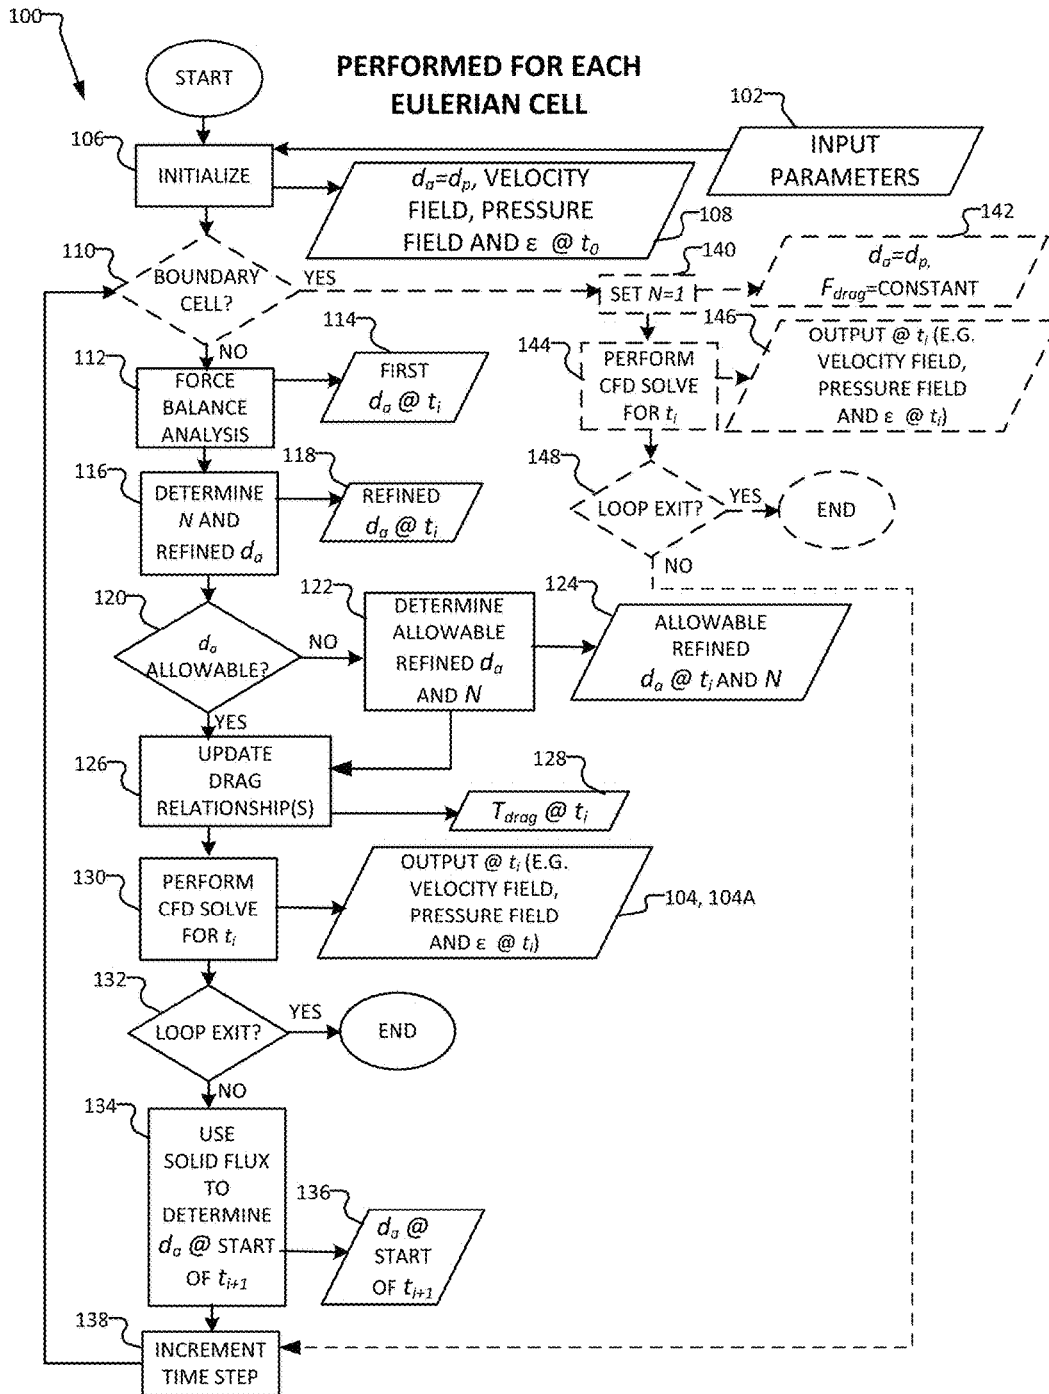 100
START
PERFORMED FOR EACH
EULERIAN CELL
102
INPUT
PARAMETERS
106
INITIALIZE
dₐ=dₚ, VELOCITY
FIELD, PRESSURE
FIELD AND ε @ t₀
108
142
dₐ=dₚ,
F_drag=CONSTANT
110
BOUNDARY
CELL?
YES
140
SET N=1
NO
114
112
FORCE
BALANCE
ANALYSIS
FIRST
dₐ @ tᵢ
144
PERFORM
CFD SOLVE
FOR tᵢ
146
OUTPUT @ tᵢ (E.G.
VELOCITY FIELD,
PRESSURE FIELD
AND ε @ tᵢ)
116
DETERMINE
N AND
REFINED dₐ
118
REFINED
dₐ @ tᵢ
148
LOOP EXIT?
YES
END
NO
120
dₐ
ALLOWABLE?
NO
122
DETERMINE
ALLOWABLE
REFINED dₐ
AND N
124
ALLOWABLE
REFINED
dₐ @ tᵢ AND N
YES
126
UPDATE
DRAG
RELATIONSHIP(S)
128
T_drag @ tᵢ
130
PERFORM
CFD SOLVE
FOR tᵢ
OUTPUT @ tᵢ (E.G.
VELOCITY FIELD,
PRESSURE FIELD
AND ε @ tᵢ)
104, 104A
132
LOOP EXIT?
YES
END
NO
134
USE
SOLID FLUX
TO
DETERMINE
dₐ @ START
OF tᵢ₊₁
136
dₐ @
START
OF tᵢ₊₁
138
INCREMENT
TIME STEP